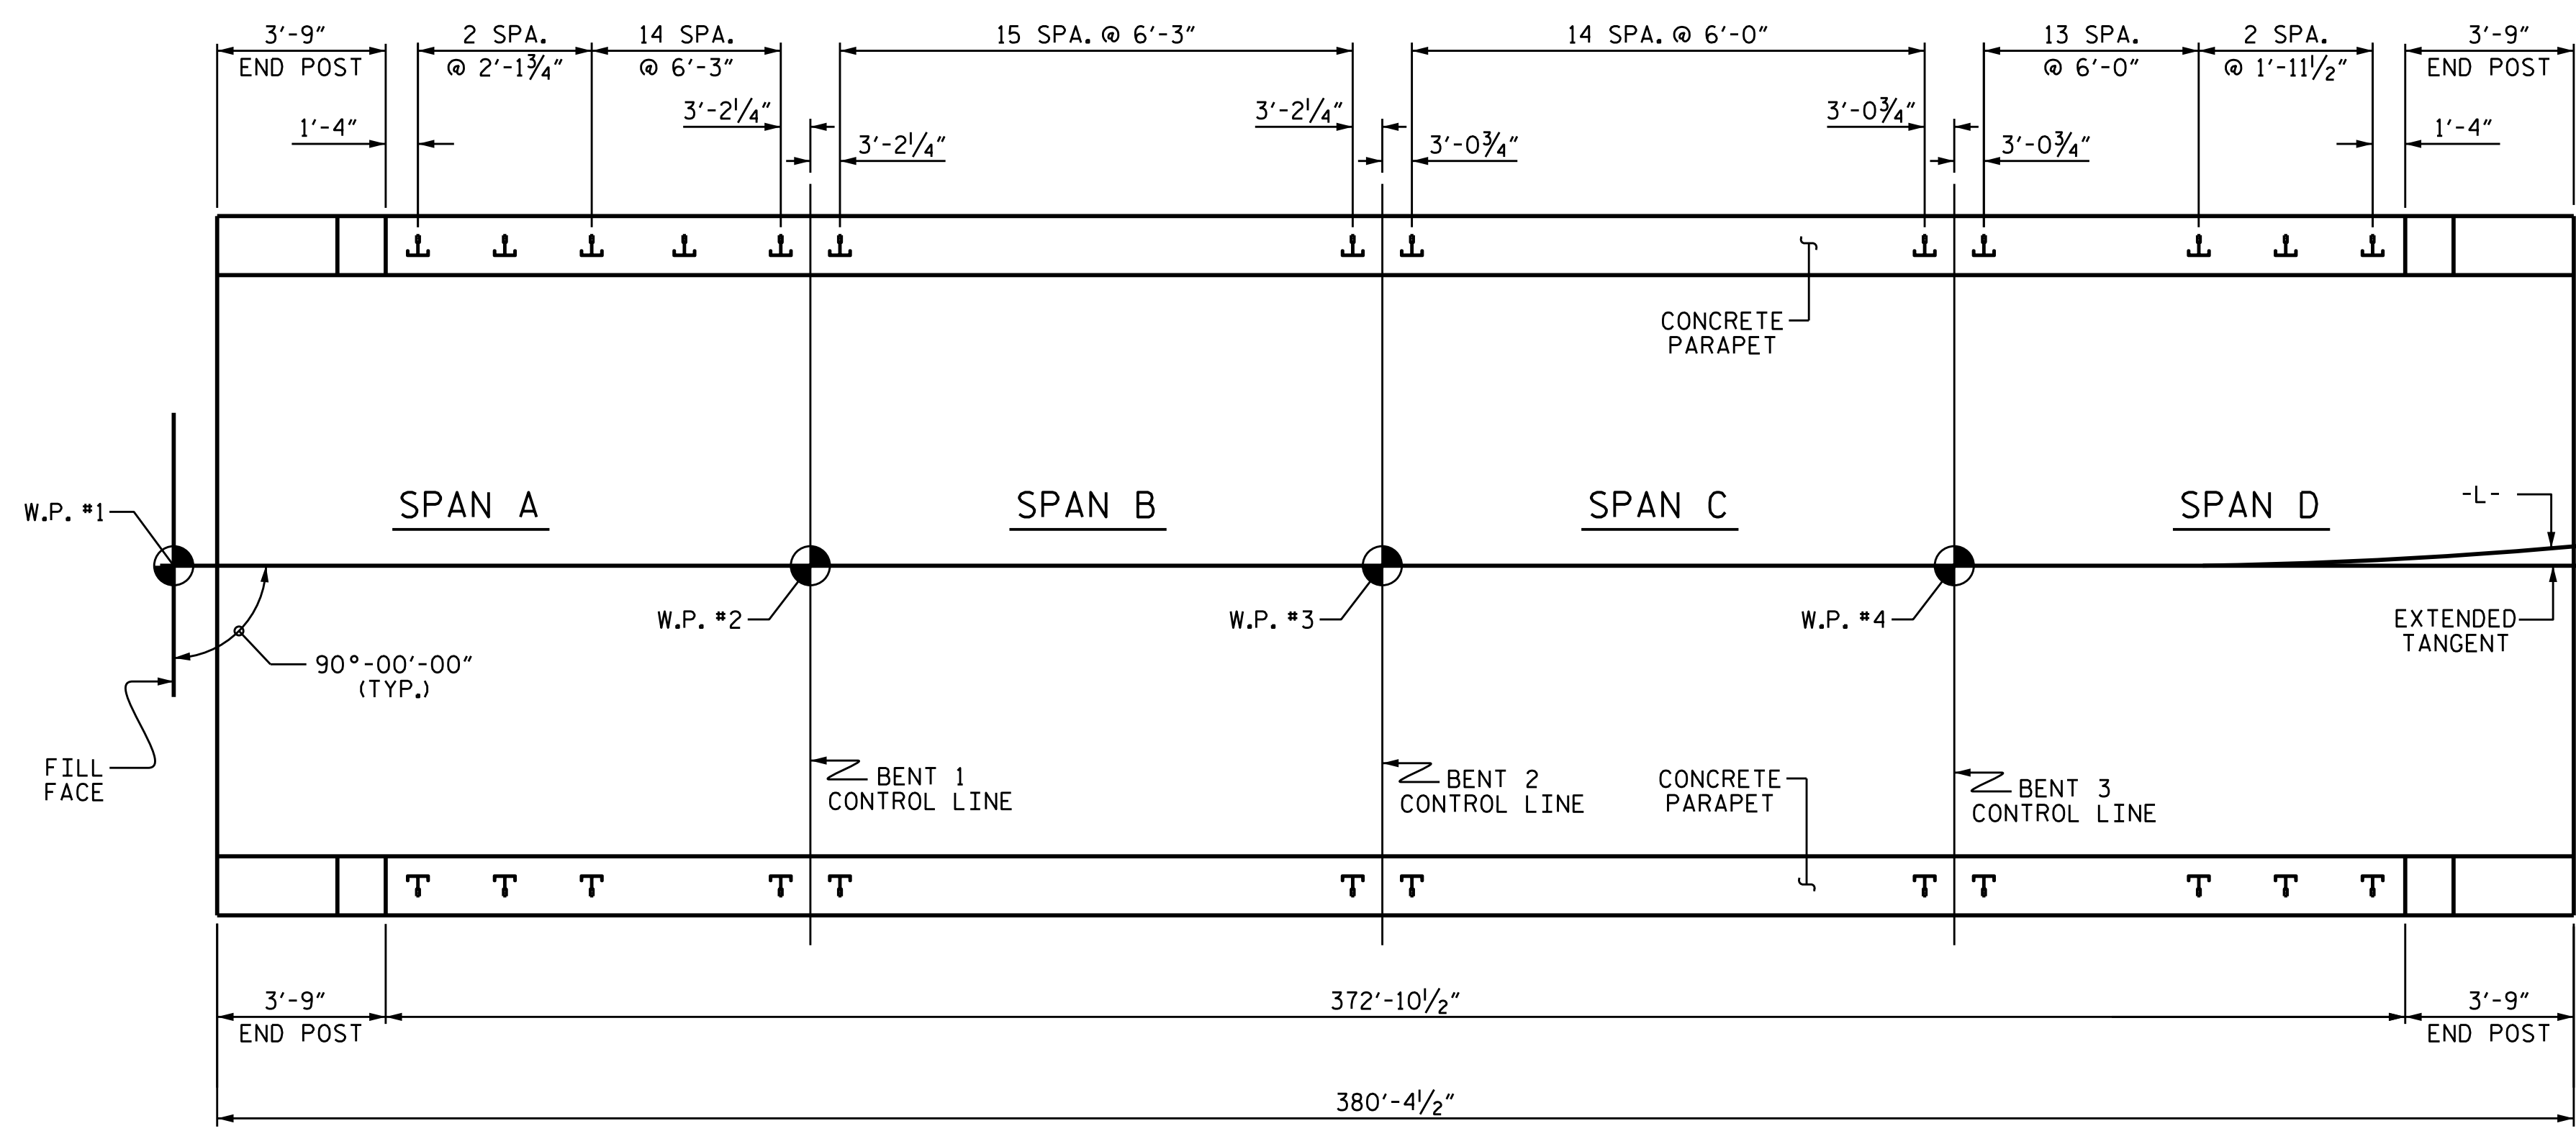 3'-9"
END POST
2 SPA.
@ 2'-1¾"
14 SPA.
@ 6'-3"
15 SPA. @ 6'-3"
14 SPA. @ 6'-0"
13 SPA.
@ 6'-0"
2 SPA.
@ 1'-11½"
3'-9"
END POST
1'-4"
3'-2¼"
3'-2¼"
3'-2¼"
3'-0¾"
3'-0¾"
3'-0¾"
1'-4"
CONCRETE
PARAPET
W.P. #1
SPAN A
SPAN B
SPAN C
SPAN D
-L-
W.P. #2
W.P. #3
W.P. #4
EXTENDED
TANGENT
90°-00'-00"
(TYP.)
FILL
FACE
BENT 1
CONTROL LINE
BENT 2
CONTROL LINE
CONCRETE
PARAPET
BENT 3
CONTROL LINE
3'-9"
END POST
372'-10½"
3'-9"
END POST
380'-4½"